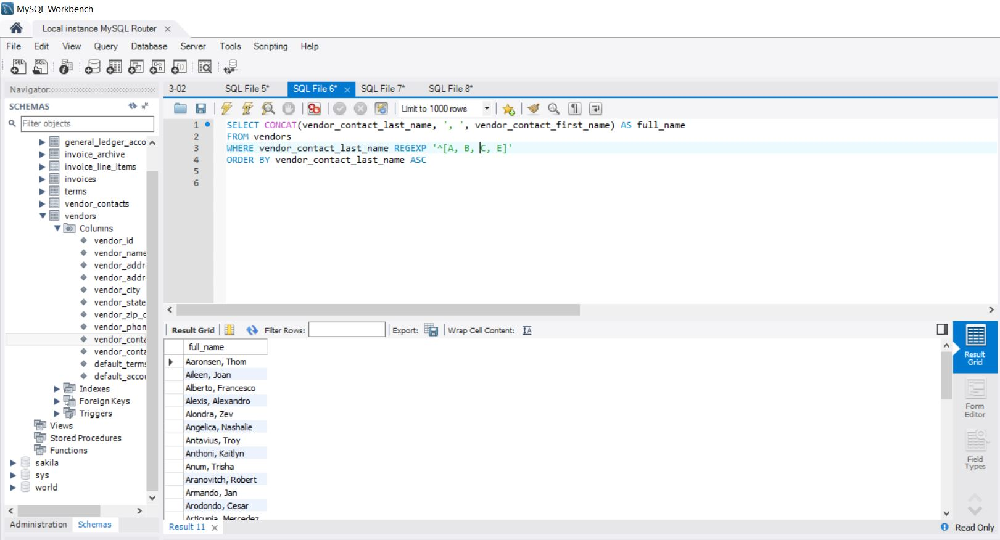 MySQL Workbench
Local instance MySQL Router
File Edit View Query Database Server Tools Scripting Help
SQL SQL
Navigator
SCHEMAS
Filter objects
general_ledger_acco
invoice_archive
invoice_line_items
invoices
terms
vendor_contacts
vendors
Columns
vendor_id
vendor_name
vendor_addr
vendor_addr
vendor_city
vendor_state
vendor_zip_c
vendor_phon
vendor_conta
vendor_conta
default_terms
default_accou
Indexes
Foreign Keys
Triggers
Views
Stored Procedures
Functions
sakila
sys
world
Administration Schemas
3-02 SQL File 5* SQL File 6* SQL File 7* SQL File 8*
Limit to 1000 rows
1 SELECT CONCAT(vendor_contact_last_name, ', ', vendor_contact_first_name) AS full_name
2 FROM vendors
3 WHERE vendor_contact_last_name REGEXP '^[A, B, C, E]'
4 ORDER BY vendor_contact_last_name ASC
5
6
Result Grid Filter Rows: Export: Wrap Cell Content: IA
full_name
Aaronsen, Thom
Aileen, Joan
Alberto, Francesco
Alexis, Alexandro
Alondra, Zev
Angelica, Nashalie
Antavius, Troy
Anthoni, Kaitlyn
Anum, Trisha
Aranovitch, Robert
Armando, Jan
Arodondo, Cesar
Articunia, Mercedez
Result Grid
Form Editor
Field Types
Result 11
Read Only